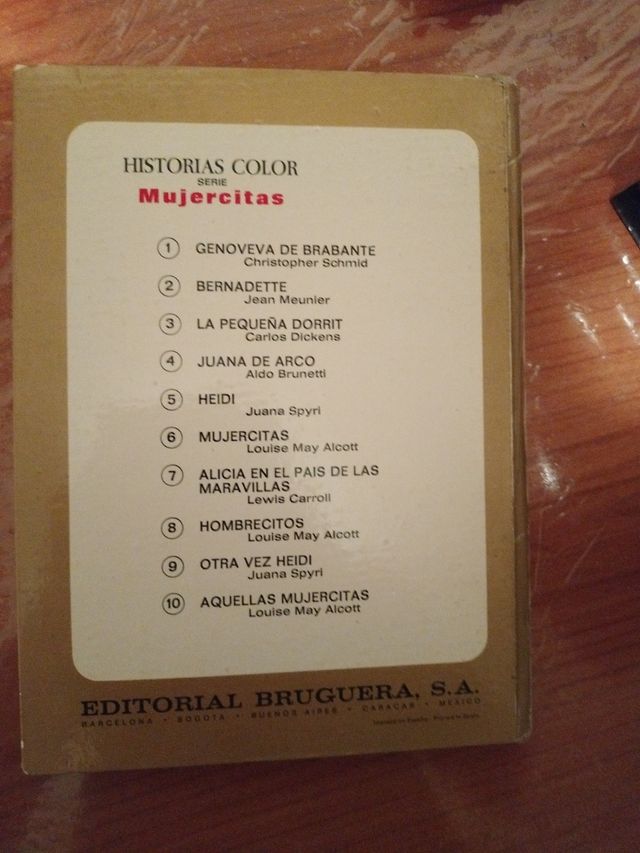 HISTORIAS COLOR
SERIE
Mujercitas
1 GENOVEVA DE BRABANTE
Christopher Schmid
2 BERNADETTE
Jean Meunier
3 LA PEQUEÑA DORRIT
Carlos Dickens
4 JUANA DE ARCO
Aldo Brunetti
5 HEIDI
Juana Spyri
6 MUJERCITAS
Louise May Alcott
7 ALICIA EN EL PAIS DE LAS
MARAVILLAS
Lewis Carroll
8 HOMBRECITOS
Louise May Alcott
9 OTRA VEZ HEIDI
Juana Spyri
10 AQUELLAS MUJERCITAS
Louise May Alcott
EDITORIAL BRUGUERA, S.A.
BARCELONA • BOGOTA • BUENOS AIRES • CARACAS • MEXICO